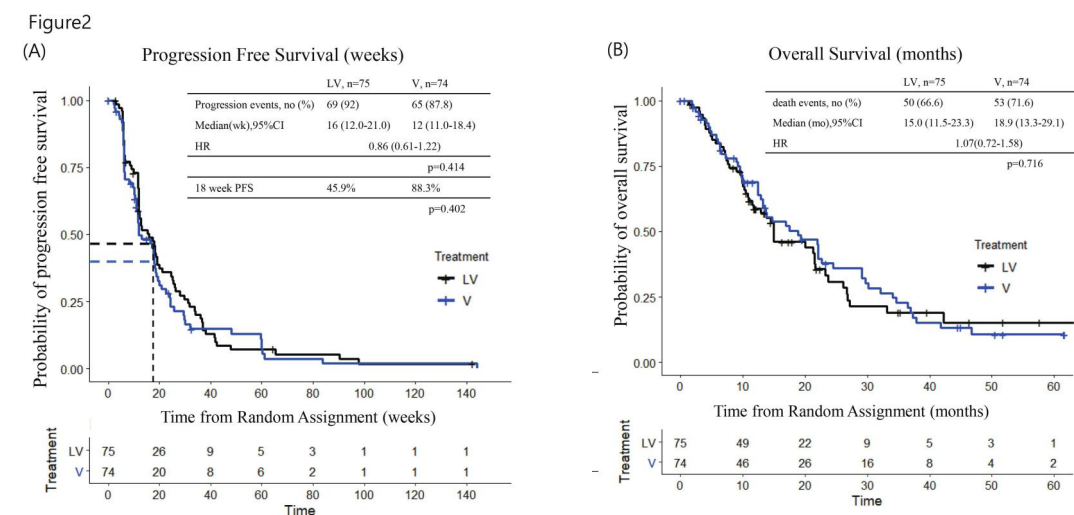 Figure2
(A)
Progression Free Survival (weeks)
LV, n=75 V, n=74
Progression events, no (%) 69 (92) 65 (87.8)
Median(wk),95%CI 16 (12.0-21.0) 12 (11.0-18.4)
HR 0.86 (0.61-1.22)
p=0.414
18 week PFS 45.9% 88.3%
p=0.402
Probability of progression free survival
1.00
0.75
0.50
0.25
0.00
Treatment
LV
V
0 20 40 60 80 100 120 140
Time from Random Assignment (weeks)
Treatment
LV 75 26 9 5 3 1 1 1
V 74 20 8 6 2 1 1 1
0 20 40 60 80 100 120 140
Time
(B)
Overall Survival (months)
LV, n=75 V, n=74
death events, no (%) 50 (66.6) 53 (71.6)
Median (mo),95%CI 15.0 (11.5-23.3) 18.9 (13.3-29.1)
HR 1.07(0.72-1.58)
p=0.716
Probability of overall survival
1.00
0.75
0.50
0.25
0.00
Treatment
LV
V
0 10 20 30 40 50 60
Time from Random Assignment (months)
Treatment
LV 75 49 22 9 5 3 1
V 74 46 26 16 8 4 2
0 10 20 30 40 50 60
Time